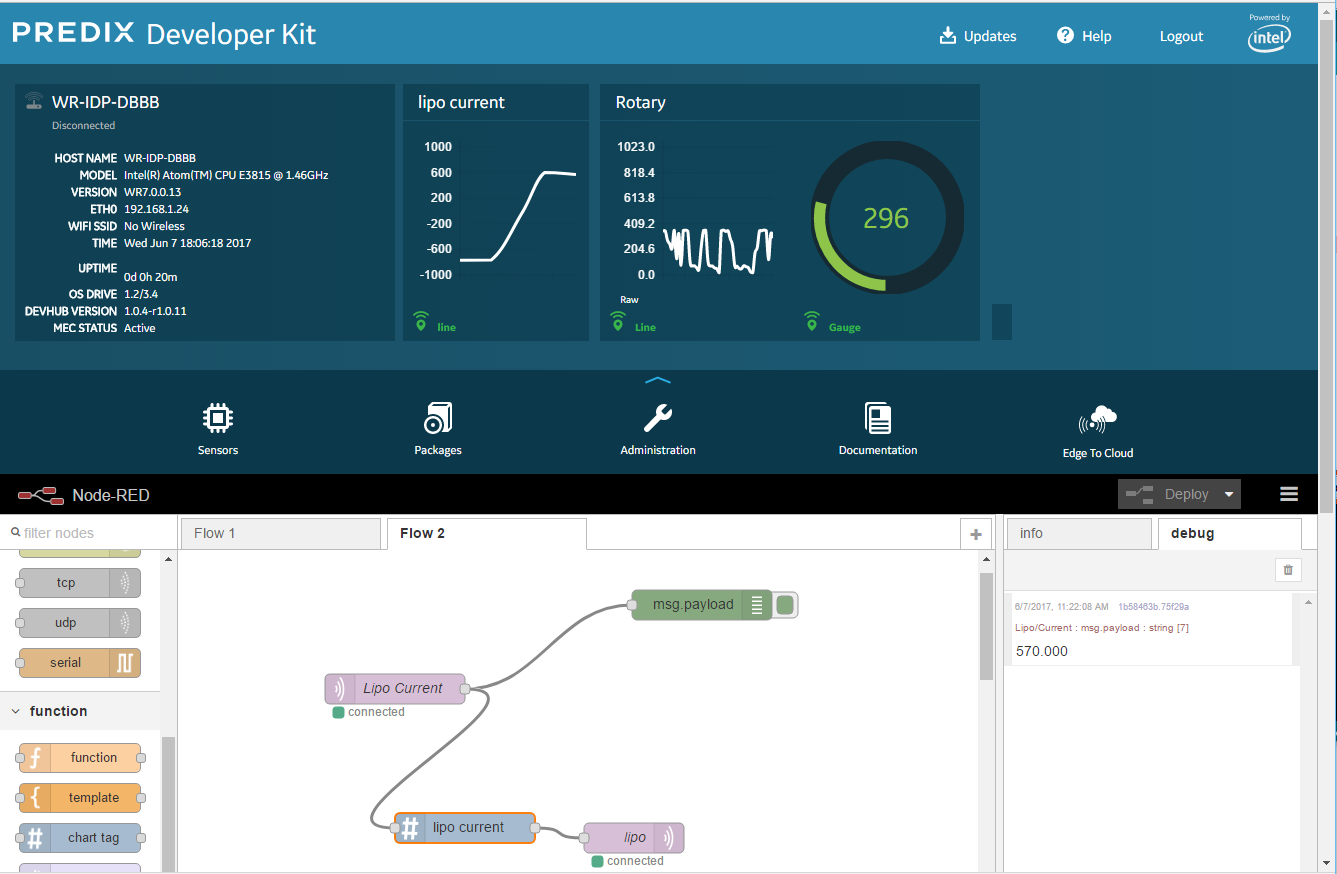 PREDIX Developer Kit
Updates
Help
Logout
Powered by
intel
WR-IDP-DBBB
Disconnected
HOST NAME WR-IDP-DBBB
MODEL Intel(R) Atom(TM) CPU E3815 @ 1.46GHz
VERSION WR7.0.0.13
ETH0 192.168.1.24
WIFI SSID No Wireless
TIME Wed Jun 7 18:06:18 2017
UPTIME 0d 0h 20m
OS DRIVE 1.2/3.4
DEVHUB VERSION 1.0.4-r1.0.11
MEC STATUS Active
lipo current
1000
600
200
-200
-600
-1000
line
Rotary
1023.0
818.4
613.8
409.2
204.6
0.0
Raw
Line
296
Gauge
Sensors
Packages
Administration
Documentation
Edge To Cloud
Node-RED
Deploy
filter nodes
tcp
udp
serial
function
function
template
chart tag
Flow 1
Flow 2
msg.payload
Lipo Current
connected
lipo current
lipo
connected
info
debug
6/7/2017, 11:22:08 AM 1b58463b.75f29a
Lipo/Current : msg.payload : string [7]
570.000